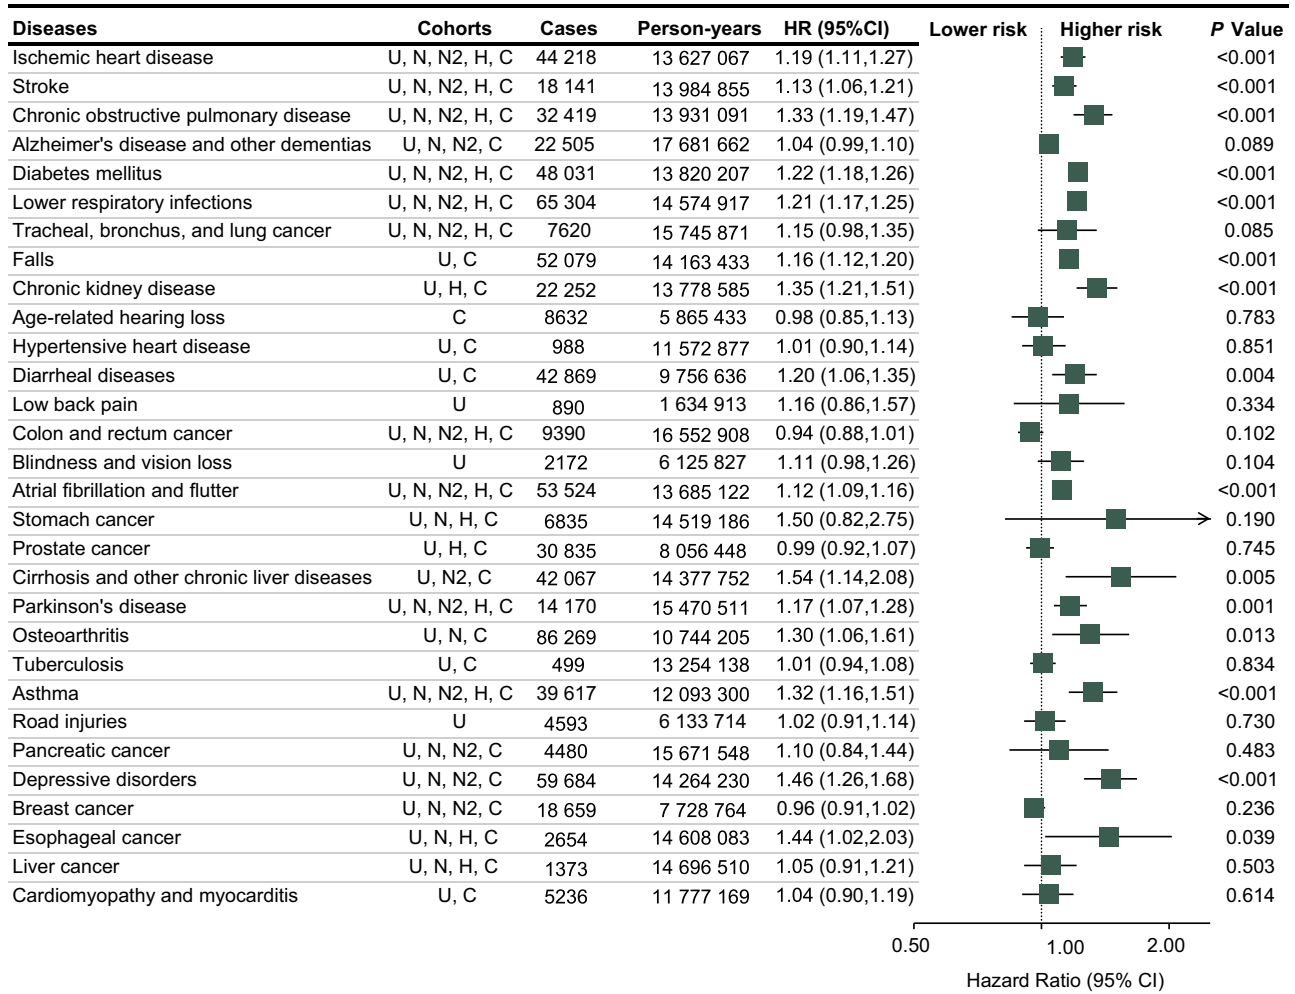 Diseases Cohorts Cases Person-years HR (95%CI) Lower risk Higher risk P Value
Ischemic heart disease U, N, N2, H, C 44 218 13 627 067 1.19 (1.11,1.27) <0.001
Stroke U, N, N2, H, C 18 141 13 984 855 1.13 (1.06,1.21) <0.001
Chronic obstructive pulmonary disease U, N, N2, H, C 32 419 13 931 091 1.33 (1.19,1.47) <0.001
Alzheimer's disease and other dementias U, N, N2, C 22 505 17 681 662 1.04 (0.99,1.10) 0.089
Diabetes mellitus U, N, N2, H, C 48 031 13 820 207 1.22 (1.18,1.26) <0.001
Lower respiratory infections U, N, N2, H, C 65 304 14 574 917 1.21 (1.17,1.25) <0.001
Tracheal, bronchus, and lung cancer U, N, N2, H, C 7620 15 745 871 1.15 (0.98,1.35) 0.085
Falls U, C 52 079 14 163 433 1.16 (1.12,1.20) <0.001
Chronic kidney disease U, H, C 22 252 13 778 585 1.35 (1.21,1.51) <0.001
Age-related hearing loss C 8632 5 865 433 0.98 (0.85,1.13) 0.783
Hypertensive heart disease U, C 988 11 572 877 1.01 (0.90,1.14) 0.851
Diarrheal diseases U, C 42 869 9 756 636 1.20 (1.06,1.35) 0.004
Low back pain U 890 1 634 913 1.16 (0.86,1.57) 0.334
Colon and rectum cancer U, N, N2, H, C 9390 16 552 908 0.94 (0.88,1.01) 0.102
Blindness and vision loss U 2172 6 125 827 1.11 (0.98,1.26) 0.104
Atrial fibrillation and flutter U, N, N2, H, C 53 524 13 685 122 1.12 (1.09,1.16) <0.001
Stomach cancer U, N, H, C 6835 14 519 186 1.50 (0.82,2.75) 0.190
Prostate cancer U, H, C 30 835 8 056 448 0.99 (0.92,1.07) 0.745
Cirrhosis and other chronic liver diseases U, N2, C 42 067 14 377 752 1.54 (1.14,2.08) 0.005
Parkinson's disease U, N, N2, H, C 14 170 15 470 511 1.17 (1.07,1.28) 0.001
Osteoarthritis U, N, C 86 269 10 744 205 1.30 (1.06,1.61) 0.013
Tuberculosis U, C 499 13 254 138 1.01 (0.94,1.08) 0.834
Asthma U, N, N2, H, C 39 617 12 093 300 1.32 (1.16,1.51) <0.001
Road injuries U 4593 6 133 714 1.02 (0.91,1.14) 0.730
Pancreatic cancer U, N, N2, C 4480 15 671 548 1.10 (0.84,1.44) 0.483
Depressive disorders U, N, N2, C 59 684 14 264 230 1.46 (1.26,1.68) <0.001
Breast cancer U, N, N2, C 18 659 7 728 764 0.96 (0.91,1.02) 0.236
Esophageal cancer U, N, H, C 2654 14 608 083 1.44 (1.02,2.03) 0.039
Liver cancer U, N, H, C 1373 14 696 510 1.05 (0.91,1.21) 0.503
Cardiomyopathy and myocarditis U, C 5236 11 777 169 1.04 (0.90,1.19) 0.614
0.50 1.00 2.00
Hazard Ratio (95% CI)